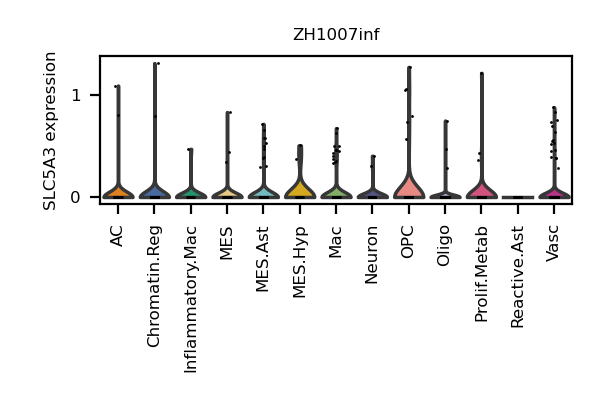 ZH1007inf
SLC5A3 expression
1
0
AC
Chromatin.Reg
Inflammatory.Mac
MES
MES.Ast
MES.Hyp
Mac
Neuron
OPC
Oligo
Prolif.Metab
Reactive.Ast
Vasc